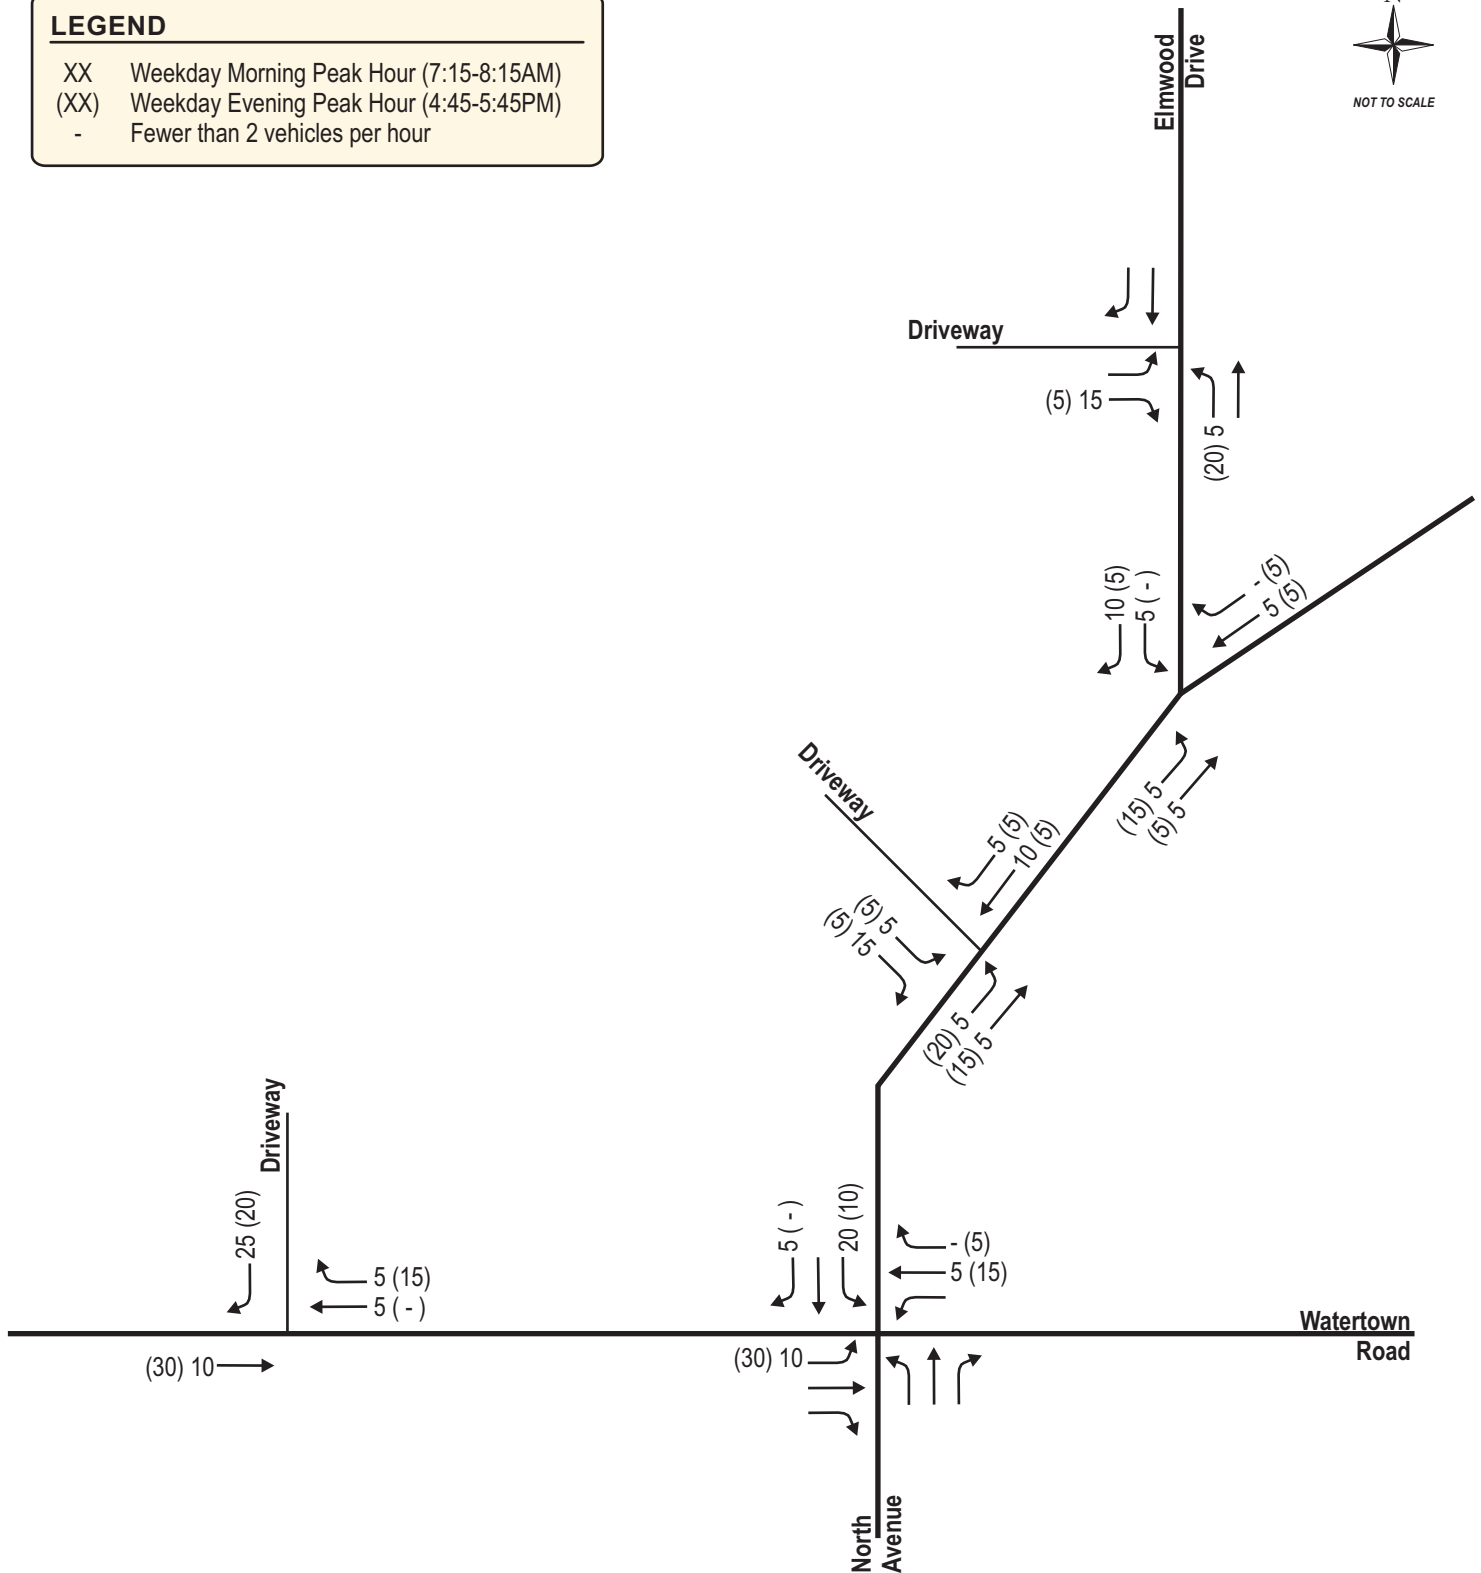 N
NOT TO SCALE
LEGEND
XX Weekday Morning Peak Hour (7:15-8:15AM)
(XX) Weekday Evening Peak Hour (4:45-5:45PM)
- Fewer than 2 vehicles per hour
Elmwood
Drive
Driveway
(5) 15
(20) 5
10 (5)
5 ( - )
- (5)
5 (5)
Driveway
5 (5)
10 (5)
(15) 5
(5) 5
(5) 5
(5) 15
(20) 5
(15) 5
Driveway
25 (20)
5 (15)
5 ( - )
(30) 10
5 ( - )
20 (10)
- (5)
5 (15)
(30) 10
Watertown
Road
North
Avenue